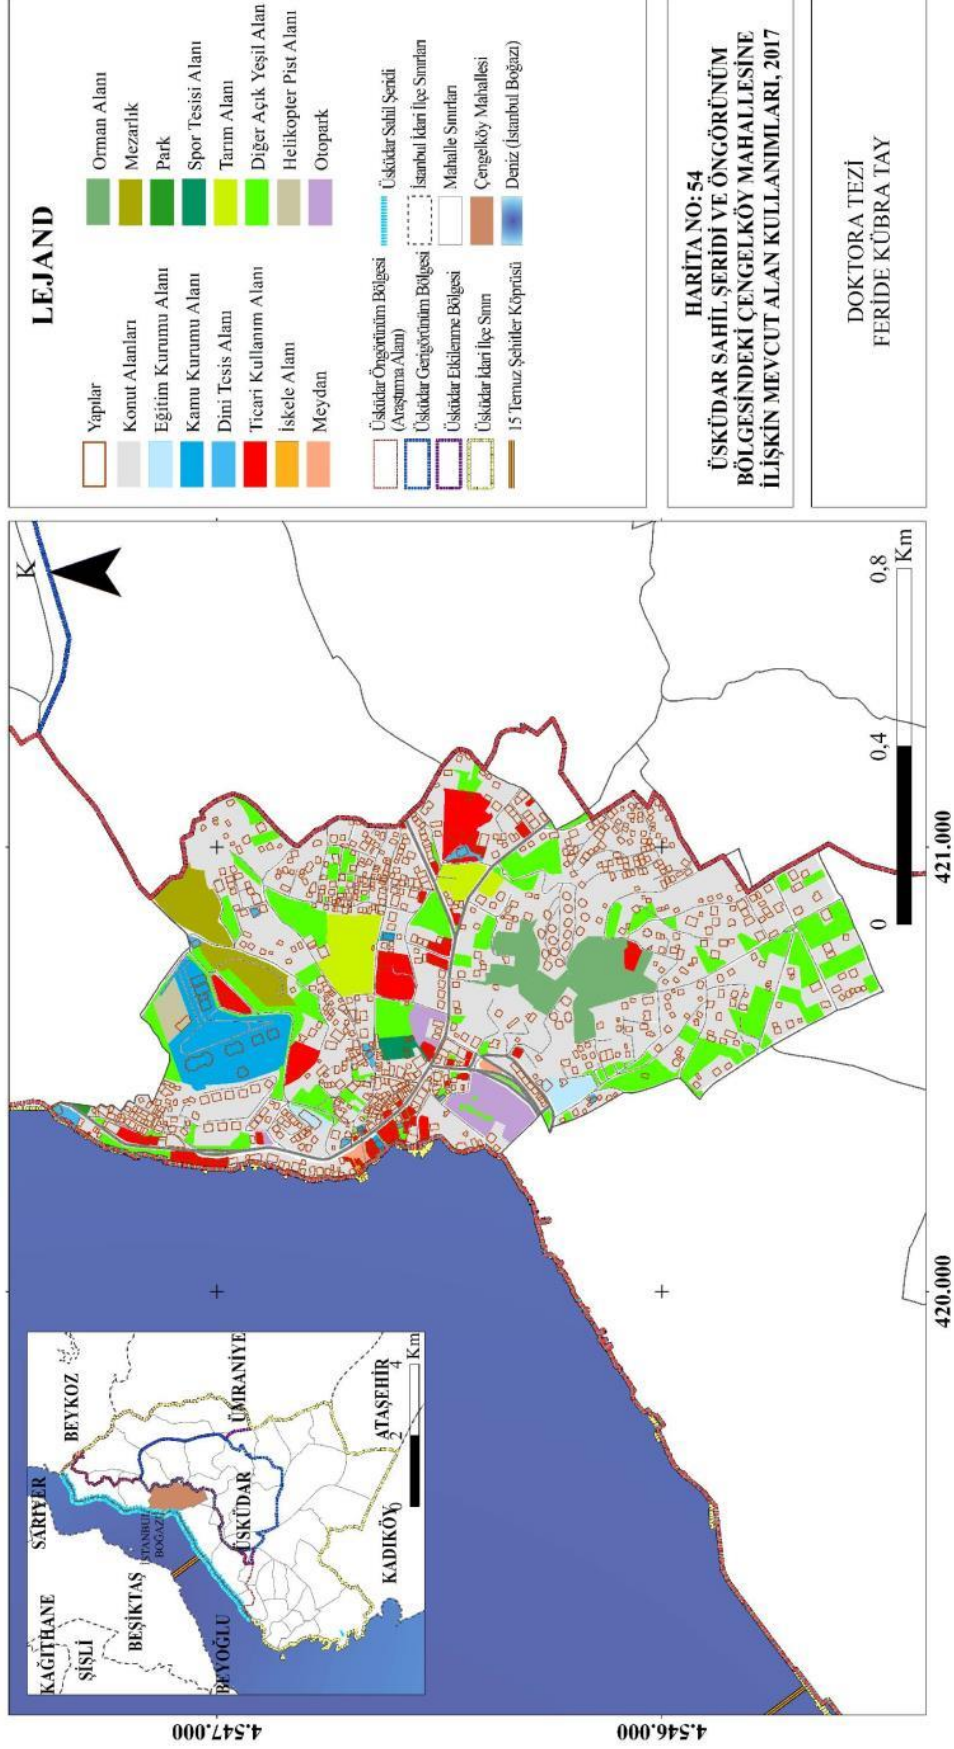 KAĞITHANE
ŞİŞLİ
SARIYER
BEYKOZ
BEŞİKTAŞ
İSTANBUL
BOĞAZI
BEYOĞLU
ÜSKÜDAR
ÜMRANİYE
KADIKÖY
ATAŞEHİR
0 2 4
Km
K
4.547.000
4.546.000
420.000
421.000
0 0,4 0,8
Km
LEJAND
Yapılar
Konut Alanları
Eğitim Kurumu Alanı
Kamu Kurumu Alanı
Dini Tesis Alanı
Ticari Kullanım Alanı
İskele Alanı
Meydan
Orman Alanı
Mezarlık
Park
Spor Tesisi Alanı
Tarım Alanı
Diğer Açık Yeşil Alan
Helikopter Pist Alanı
Otopark
Üsküdar Öngörünüm Bölgesi
(Araştırma Alanı)
Üsküdar Gerigörünüm Bölgesi
Üsküdar Etkilenme Bölgesi
Üsküdar İdari İlçe Sınırı
15 Temuz Şehitler Köprüsü
Üsküdar Sahil Şeridi
İstanbul İdari İlçe Sınırları
Mahalle Sınırları
Çengelköy Mahallesi
Deniz (İstanbul Boğazı)
HARİTA NO: 54
ÜSKÜDAR SAHİL ŞERİDİ VE ÖNGÖRÜNÜM
BÖLGESİNDEKİ ÇENGELKÖY MAHALLESİNE
İLİŞKİN MEVCUT ALAN KULLANIMLARI, 2017
DOKTORA TEZİ
FERİDE KÜBRA TAY